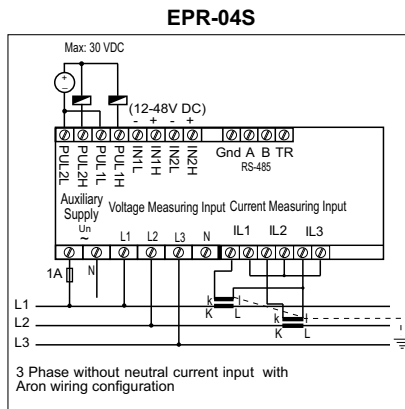 EPR-04S
Max: 30 VDC
+
–
(12-48V DC)
- + - +
PUL2L PUL2H PUL1L PUL1H IN1L IN1H IN2L IN2H Gnd A B TR
RS-485
Auxiliary Supply Voltage Measuring Input Current Measuring Input
Un
~ N L1 L2 L3 N IL1 IL2 IL3
1A
L1
k l
K L
L2
k l
K L
L3
3 Phase without neutral current input with
Aron wiring configuration